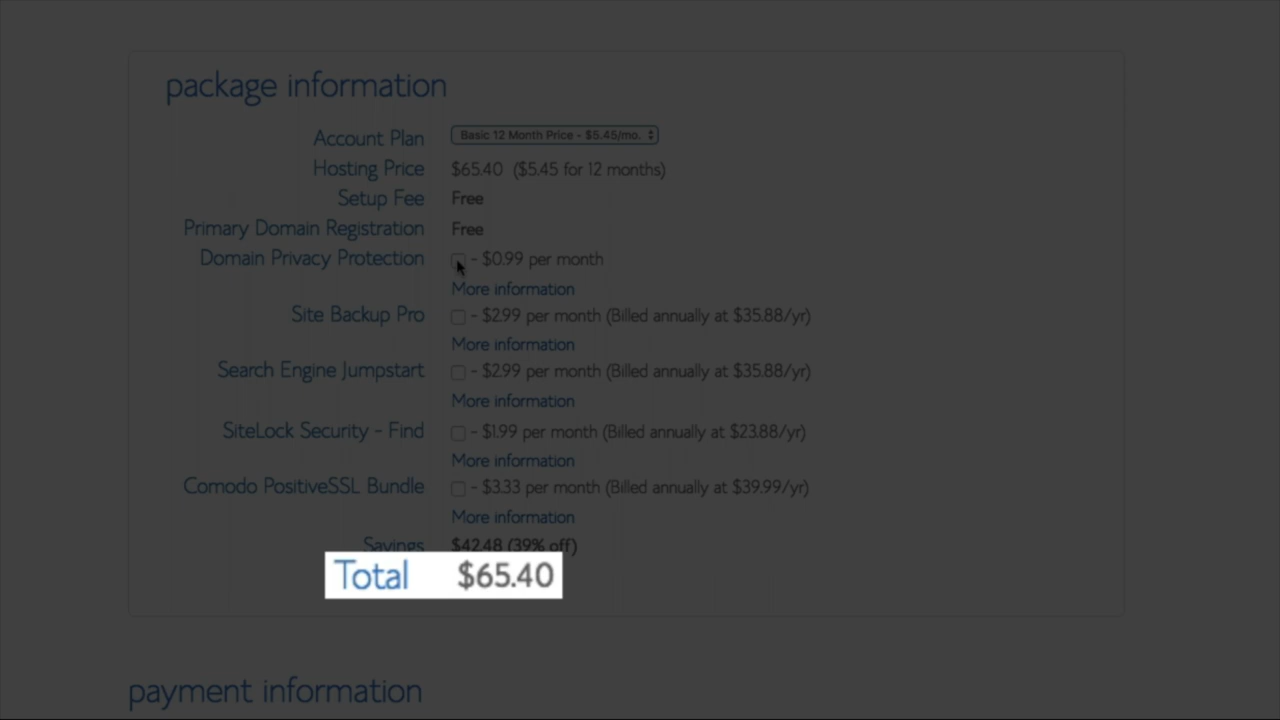 package information
Account Plan Basic 12 Month Price - $5.45/mo.
Hosting Price $65.40 ($5.45 for 12 months)
Setup Fee Free
Primary Domain Registration Free
Domain Privacy Protection - $0.99 per month
More information
Site Backup Pro - $2.99 per month (Billed annually at $35.88/yr)
More information
Search Engine Jumpstart - $2.99 per month (Billed annually at $35.88/yr)
More information
SiteLock Security - Find - $1.99 per month (Billed annually at $23.88/yr)
More information
Comodo PositiveSSL Bundle - $3.33 per month (Billed annually at $39.99/yr)
More information
Savings $42.48 (39% off)
Total $65.40
payment information